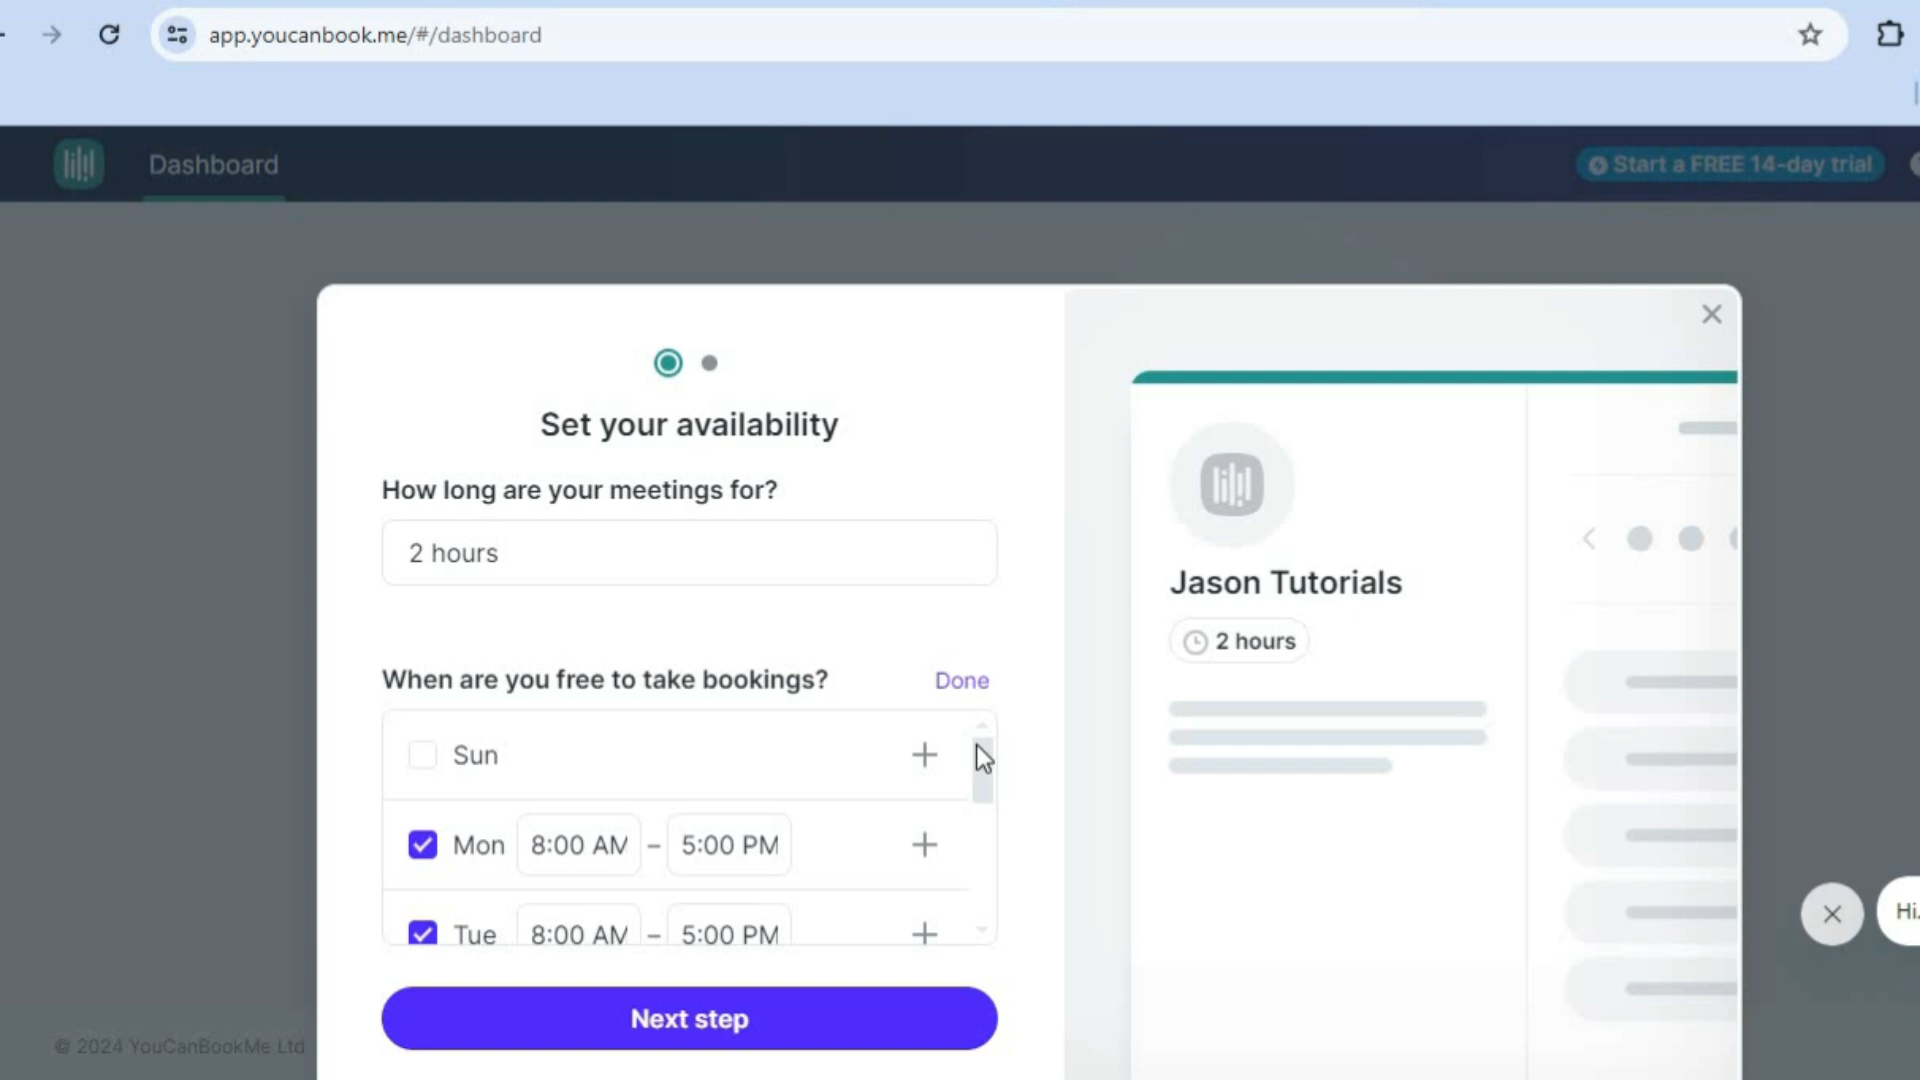 app.youcanbook.me/#/dashboard
Dashboard
Start a FREE 14-day trial
Set your availability
How long are your meetings for?
2 hours
When are you free to take bookings?
Done
Sun
Mon 8:00 AM – 5:00 PM
Tue 8:00 AM – 5:00 PM
Next step
Jason Tutorials
2 hours
Hi.
© 2024 YouCanBookMe Ltd